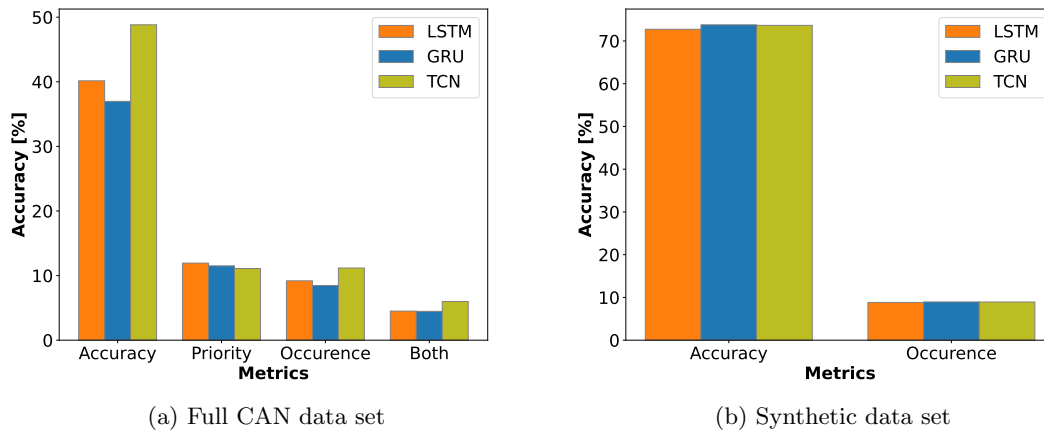 50
40
30
20
10
0
Accuracy [%]
LSTM
GRU
TCN
Accuracy Priority Occurence Both
Metrics
(a) Full CAN data set
70
60
50
40
30
20
10
0
Accuracy [%]
LSTM
GRU
TCN
Accuracy Occurence
Metrics
(b) Synthetic data set